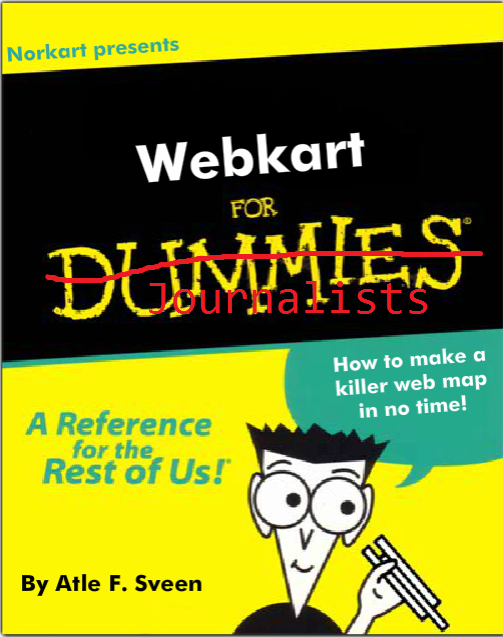 Norkart presents
Webkart
FOR
DUMMIES®
Journalists
How to make a
killer web map
in no time!
A Reference
for the
Rest of Us!®
By Atle F. Sveen